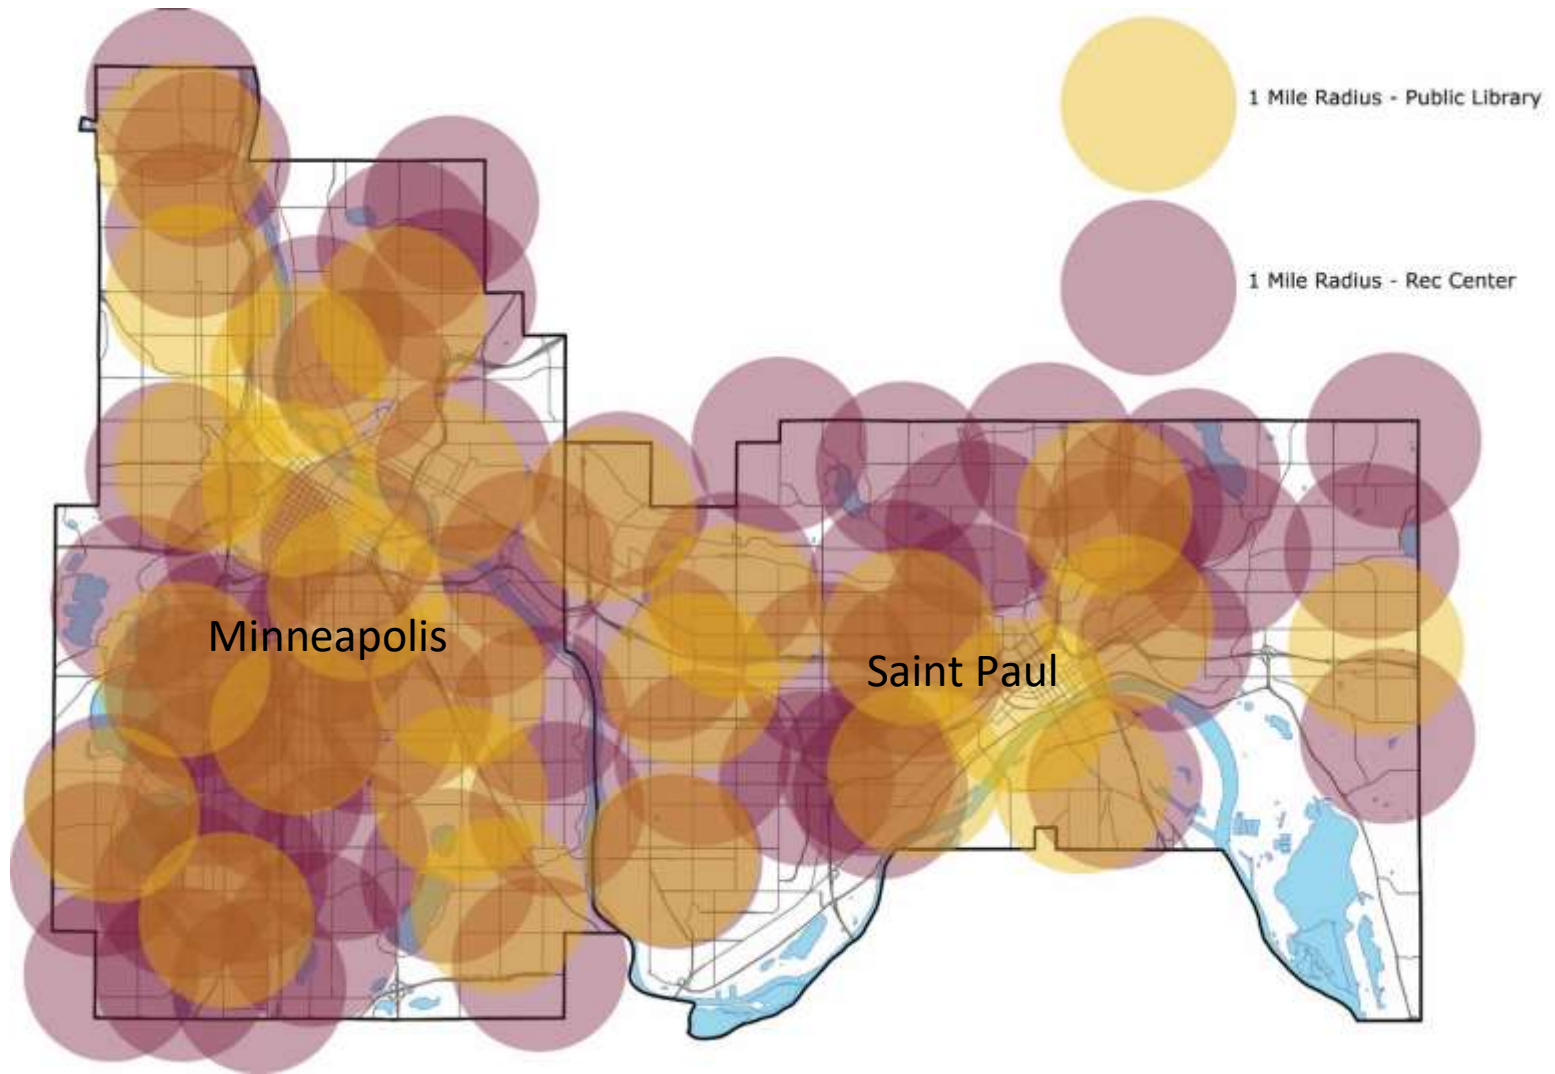 1 Mile Radius - Public Library
1 Mile Radius - Rec Center
Minneapolis
Saint Paul